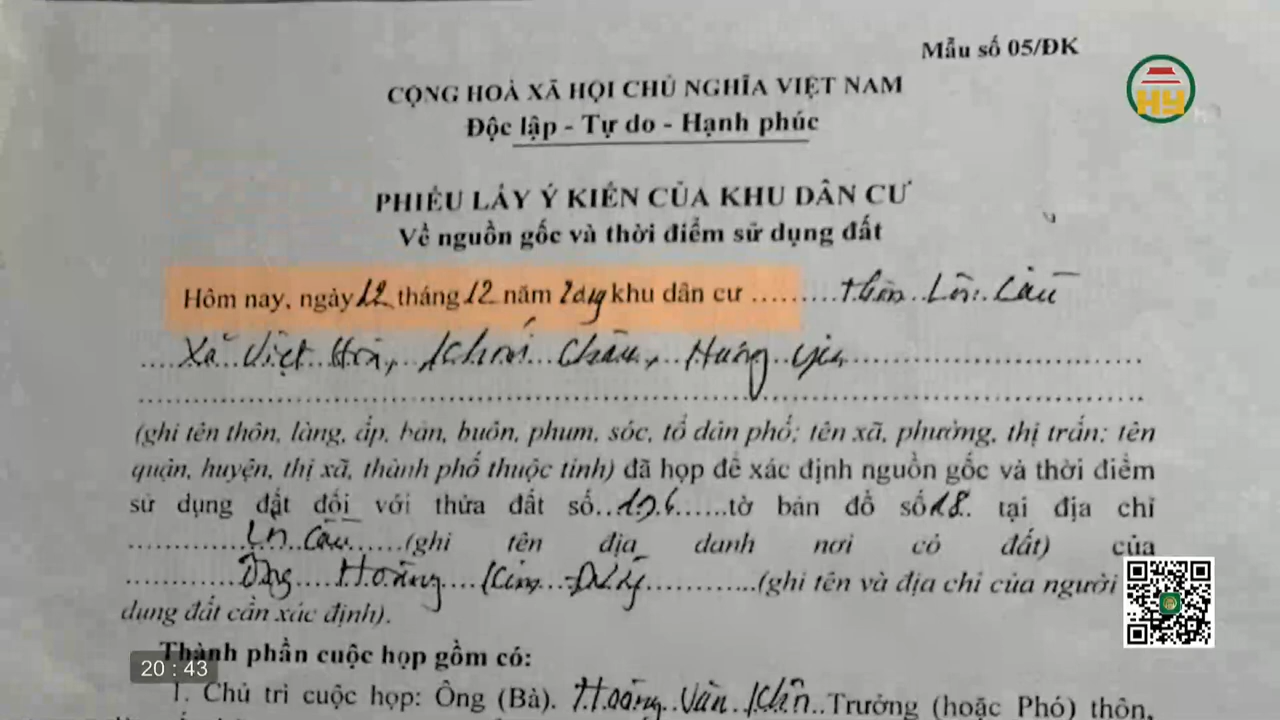 Mẫu số 05/ĐK
HY
CỘNG HOÀ XÃ HỘI CHỦ NGHĨA VIỆT NAM
Độc lập - Tự do - Hạnh phúc
PHIẾU LẤY Ý KIẾN CỦA KHU DÂN CƯ
Về nguồn gốc và thời điểm sử dụng đất
Hôm nay, ngày 12 tháng 12 năm khu dân cư ......... thôn Lôn Cầu
....Xã Việt Hoà, Khoái Châu, Hưng Yên..............................
(ghi tên thôn, làng, ấp, bản, buôn, phum, sóc, tổ dân phố; tên xã, phường, thị trấn; tên
quận, huyện, thị xã, thành phố thuộc tỉnh) đã họp để xác định nguồn gốc và thời điểm
sử dụng đất đối với thửa đất số.. ......tờ bản đồ số 18. tại địa chỉ
............. Cầu......(ghi tên địa danh nơi có đất) của
............Ông....Hoàng.... ............(ghi tên và địa chỉ của người
dụng đất cần xác định).
Thành phần cuộc họp gồm có:
20 : 43
1. Chủ trì cuộc họp: Ông (Bà). Hoàng Văn ..Trưởng (hoặc Phó) thôn,